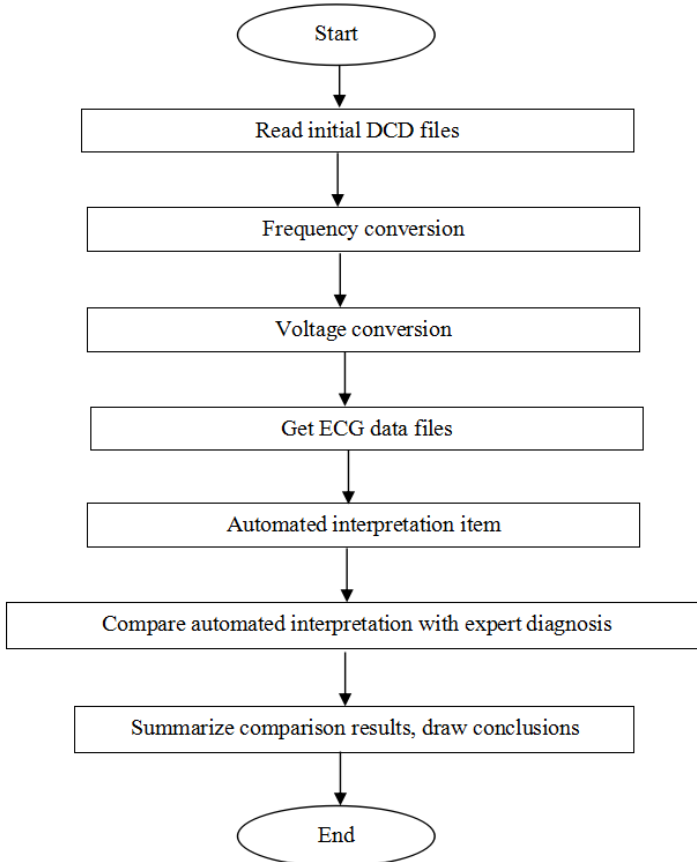 Start
Read initial DCD files
Frequency conversion
Voltage conversion
Get ECG data files
Automated interpretation item
Compare automated interpretation with expert diagnosis
Summarize comparison results, draw conclusions
End